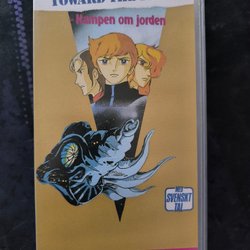 TOWARD THE
Kampen om jorden
MED
SVENSKT
TAL